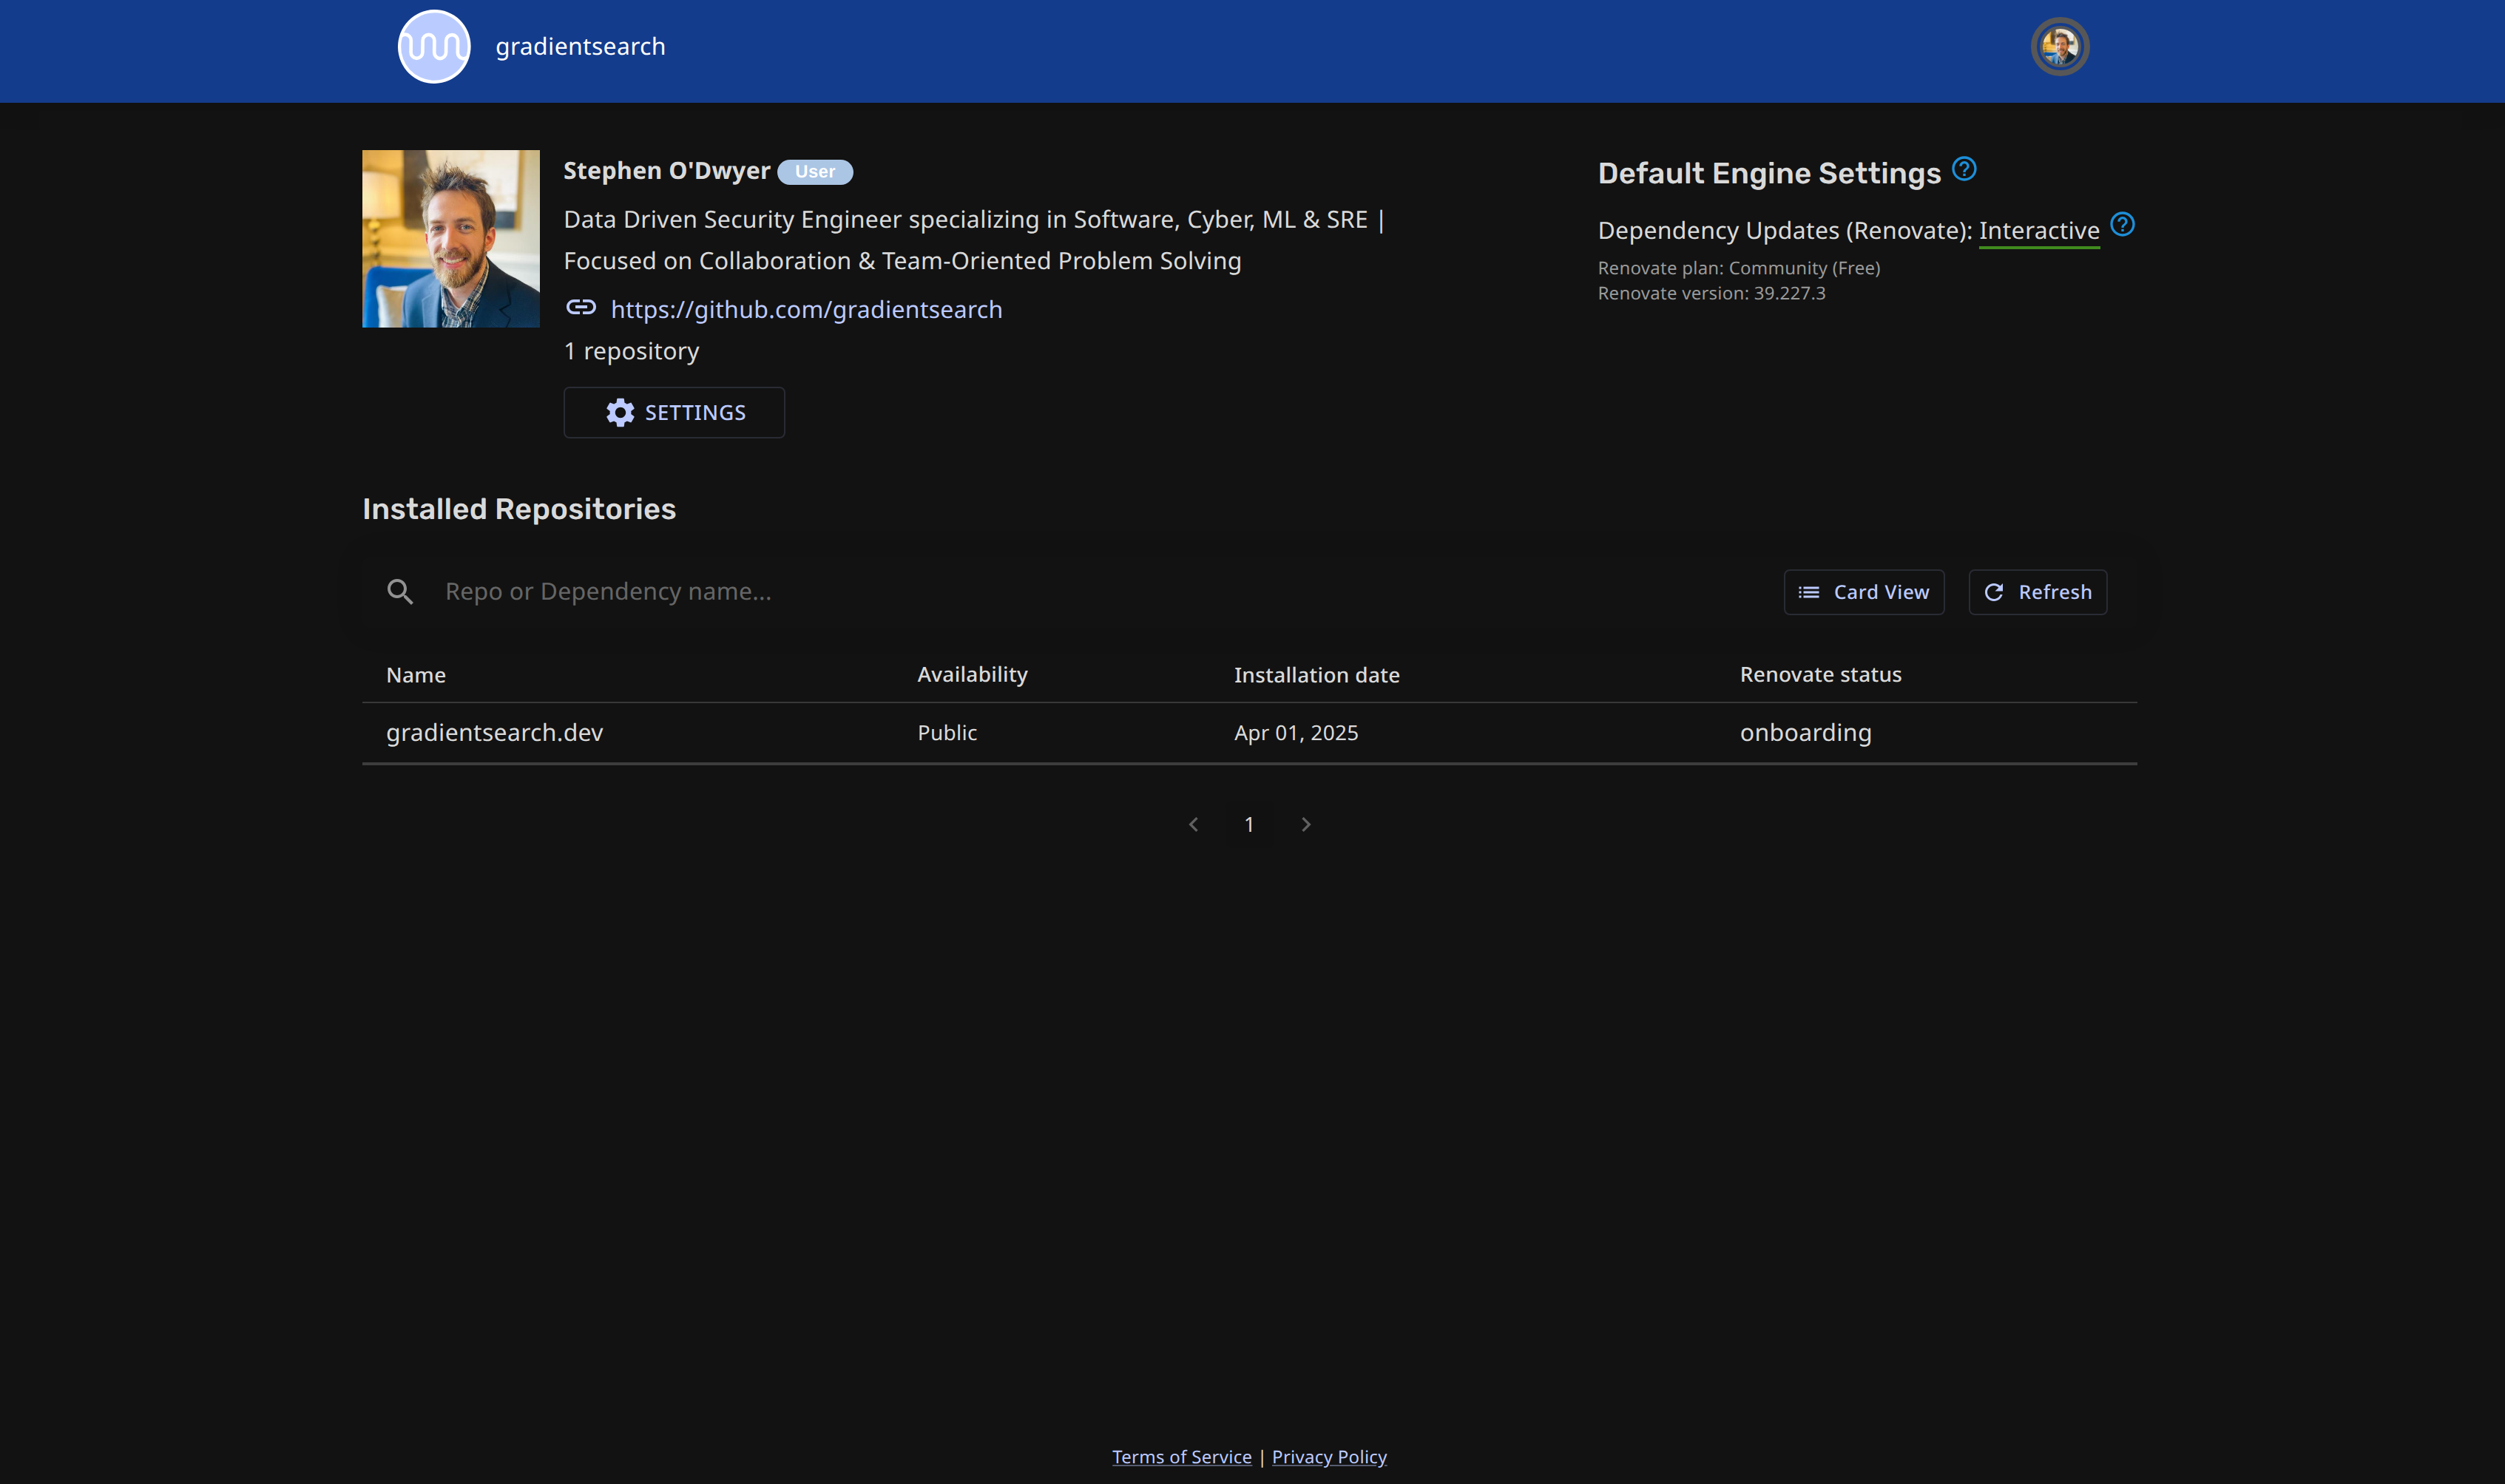 gradientsearch
Stephen O'Dwyer User
Data Driven Security Engineer specializing in Software, Cyber, ML & SRE |
Focused on Collaboration & Team-Oriented Problem Solving
https://github.com/gradientsearch
1 repository
SETTINGS
Default Engine Settings
Dependency Updates (Renovate): Interactive
Renovate plan: Community (Free)
Renovate version: 39.227.3
Installed Repositories
Repo or Dependency name...
Card View
Refresh
Name Availability Installation date Renovate status
gradientsearch.dev Public Apr 01, 2025 onboarding
1
Terms of Service | Privacy Policy